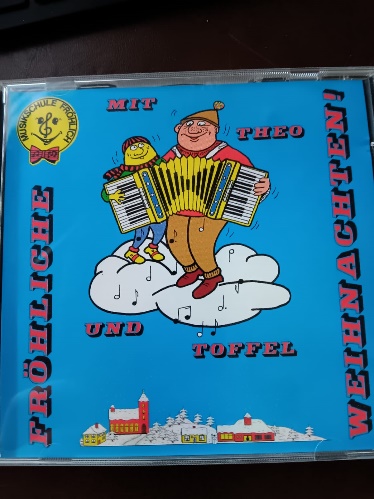 MUSIKSCHULE FRÖHLICH
MIT
THEO
FRÖHLICHE
WEIHNACHTEN!
UND
TOFFEL